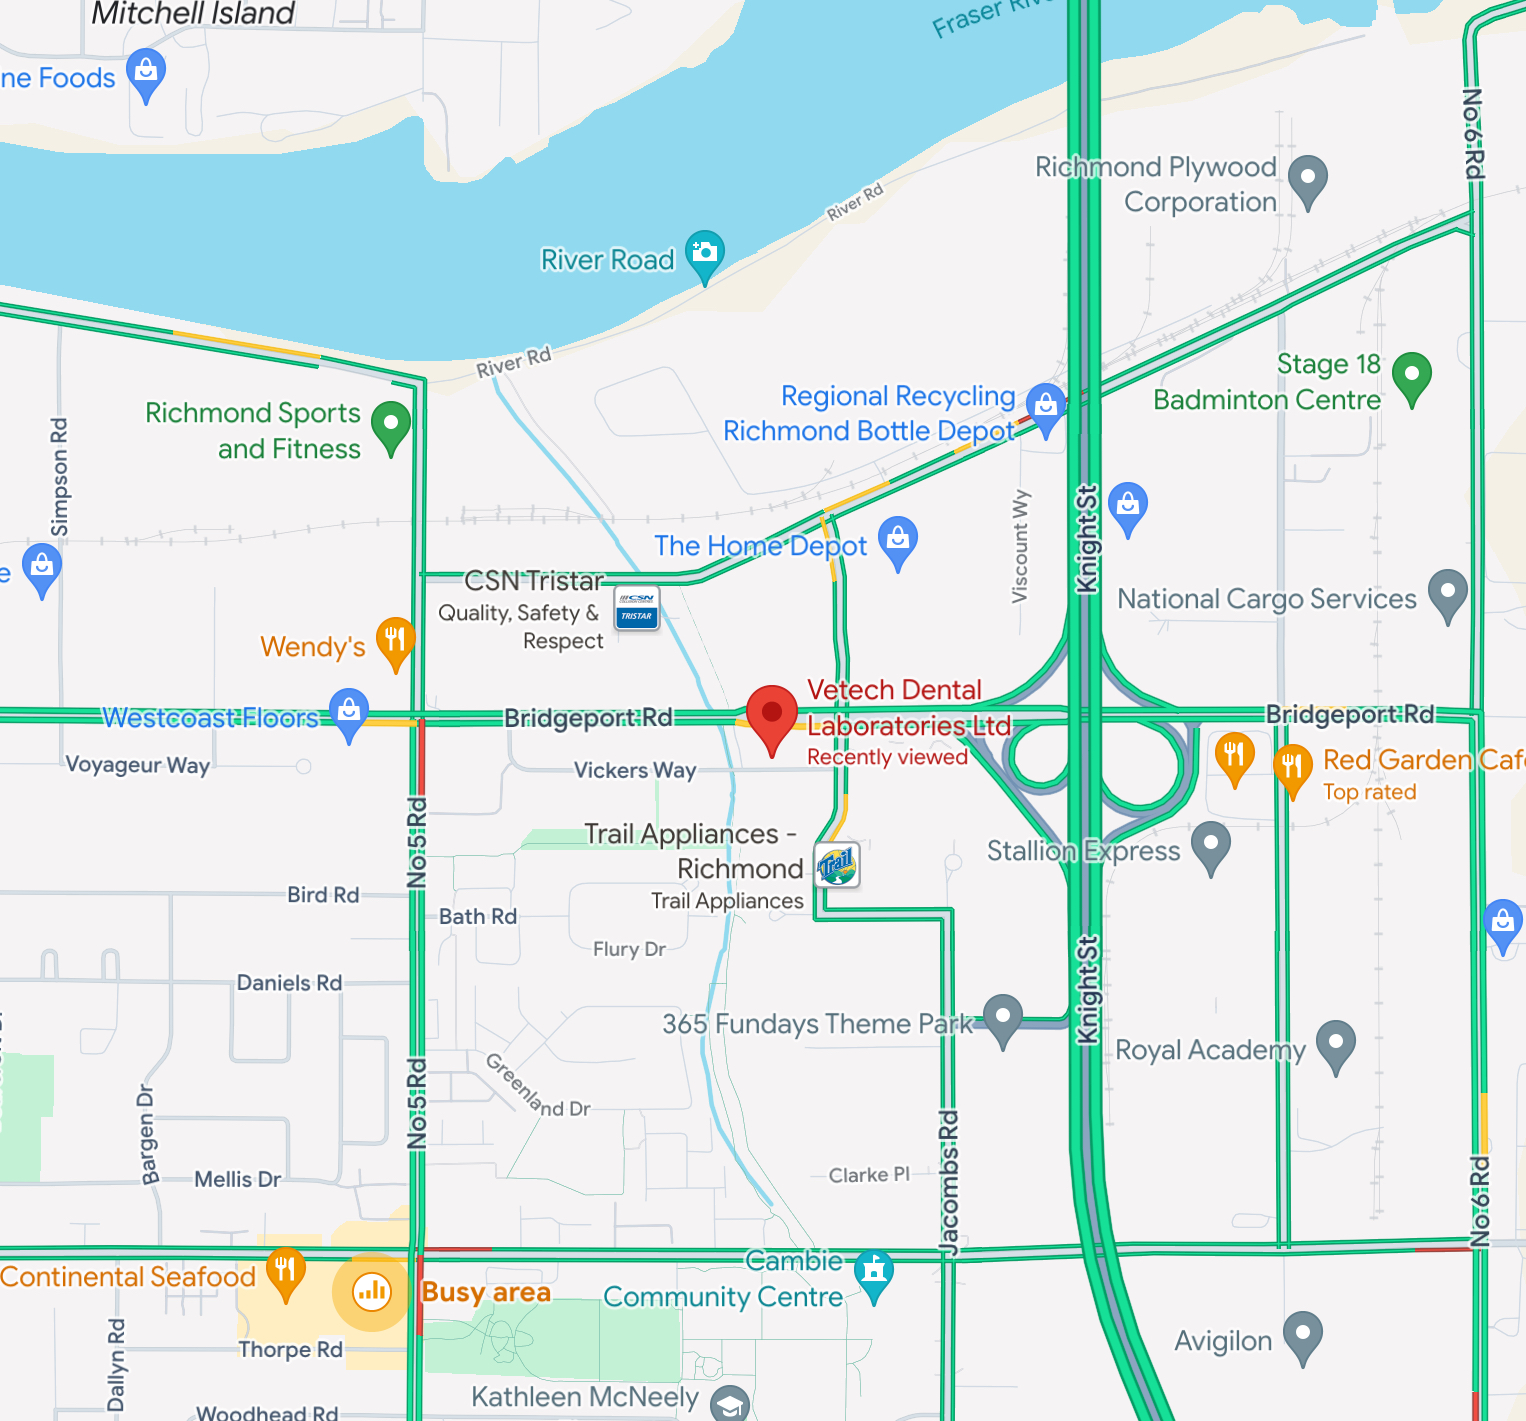 Mitchell Island
ne Foods
Fraser Rive
No. 6 Rd
Richmond Plywood
Corporation
River Rd
River Road
River Rd
Stage 18
Badminton Centre
Regional Recycling
Richmond Bottle Depot
Richmond Sports
and Fitness
Simpson Rd
Knight St
Viscount Wy
The Home Depot
e
CSN Tristar
Quality, Safety &
Respect
CSN
TRISTAR
National Cargo Services
Wendy's
Vetech Dental
Laboratories Ltd
Recently viewed
Westcoast Floors
Bridgeport Rd
Bridgeport Rd
Voyageur Way
Vickers Way
Red Garden Cafe
Top rated
No 5 Rd
Trail Appliances -
Richmond
Trail Appliances
Trail
Stallion Express
Bird Rd
Bath Rd
Flury Dr
Daniels Rd
Knight St
365 Fundays Theme Park
Royal Academy
No 5 Rd
Greenland Dr
Bargen Dr
Jacombs Rd
Mellis Dr
Clarke Pl
No. 6 Rd
Continental Seafood
Busy area
Cambie
Community Centre
Thorpe Rd
Dallyn Rd
Avigilon
Kathleen McNeely
Woodhead Rd